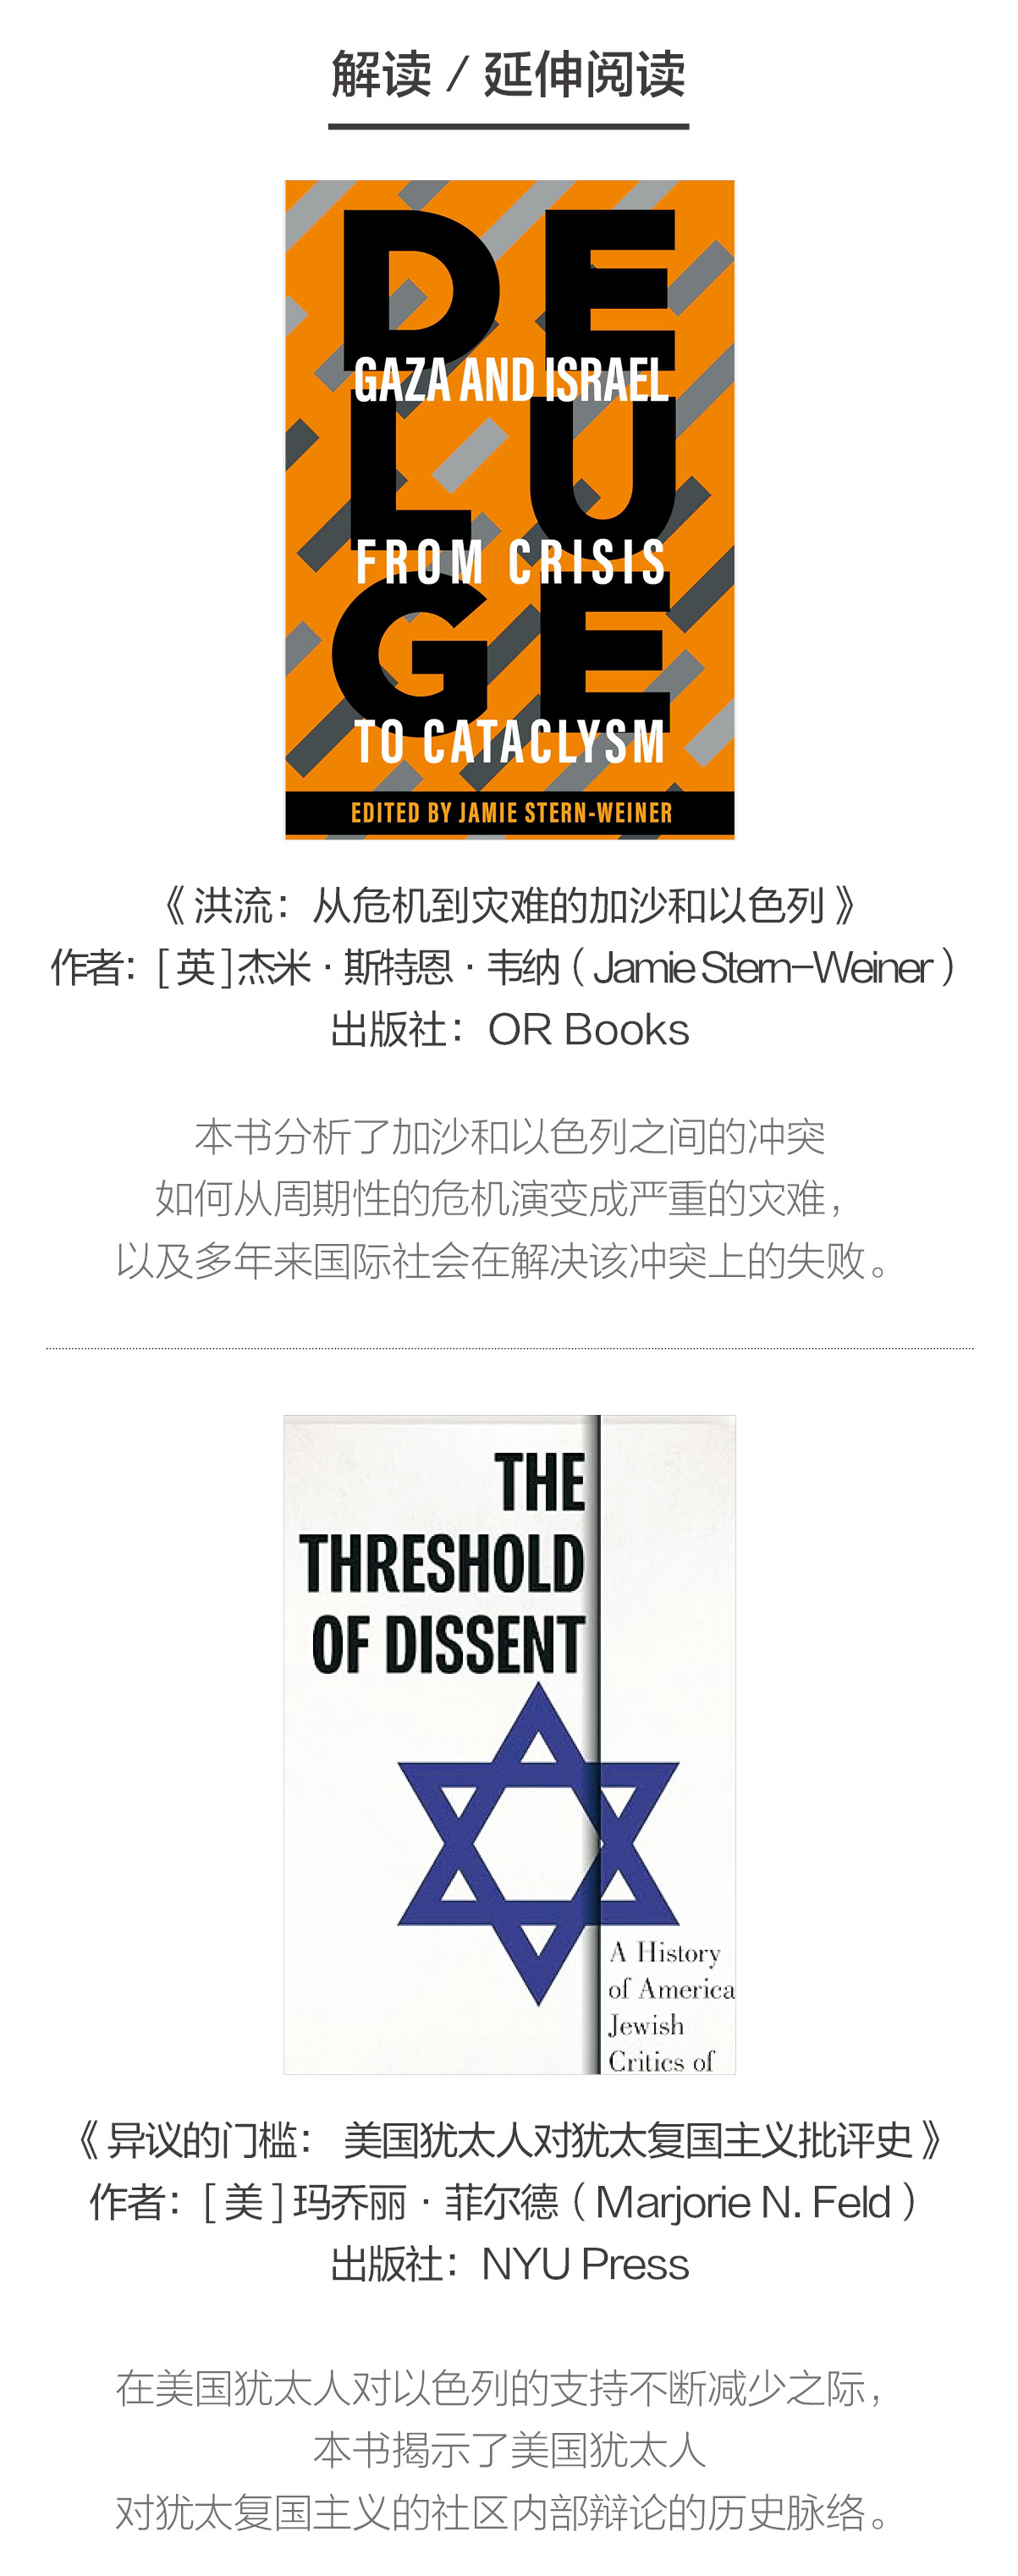 解读 / 延伸阅读
DE
GAZA AND ISRAEL
LU
FROM CRISIS
GE
TO CATACLYSM
EDITED BY JAMIE STERN-WEINER
《洪流：从危机到灾难的加沙和以色列》
作者：[英]杰米·斯特恩·韦纳（Jamie Stern-Weiner）
出版社：OR Books
本书分析了加沙和以色列之间的冲突
如何从周期性的危机演变成严重的灾难，
以及多年来国际社会在解决该冲突上的失败。
THE
THRESHOLD
OF DISSENT
A History
of America
Jewish
Critics of
《异议的门槛： 美国犹太人对犹太复国主义批评史》
作者：[美]玛乔丽·菲尔德（Marjorie N. Feld）
出版社：NYU Press
在美国犹太人对以色列的支持不断减少之际，
本书揭示了美国犹太人
对犹太复国主义的社区内部辩论的历史脉络。